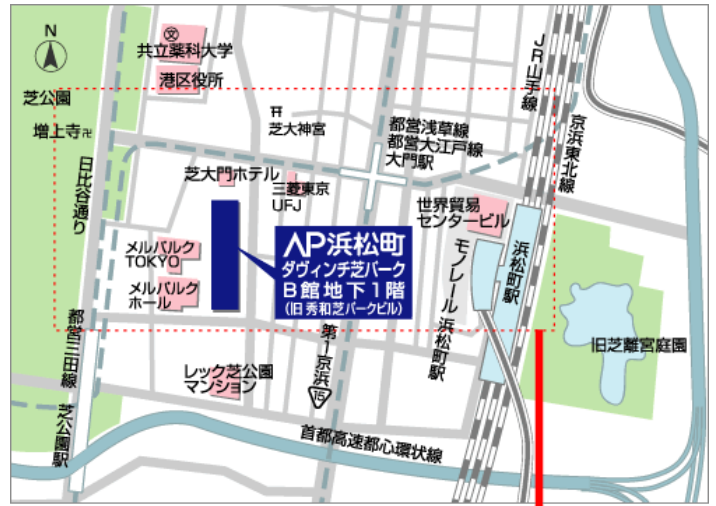 N
文
共立薬科大学
港区役所
芝公園
増上寺卍
日比谷通り
芝大神宮
都営浅草線
都営大江戸線
大門駅
JR山手線
京浜東北線
芝大門ホテル
三菱東京
UFJ
世界貿易
センタービル
メルパルク
TOKYO
メルパルク
ホール
AP浜松町
ダヴィンチ芝パーク
B館地下1階
(旧 秀和芝パークビル)
モノレール浜松町駅
浜松町駅
旧芝離宮庭園
都営三田線
芝公園駅
レック芝公園
マンション
第1京浜
15
首都高速都心環状線